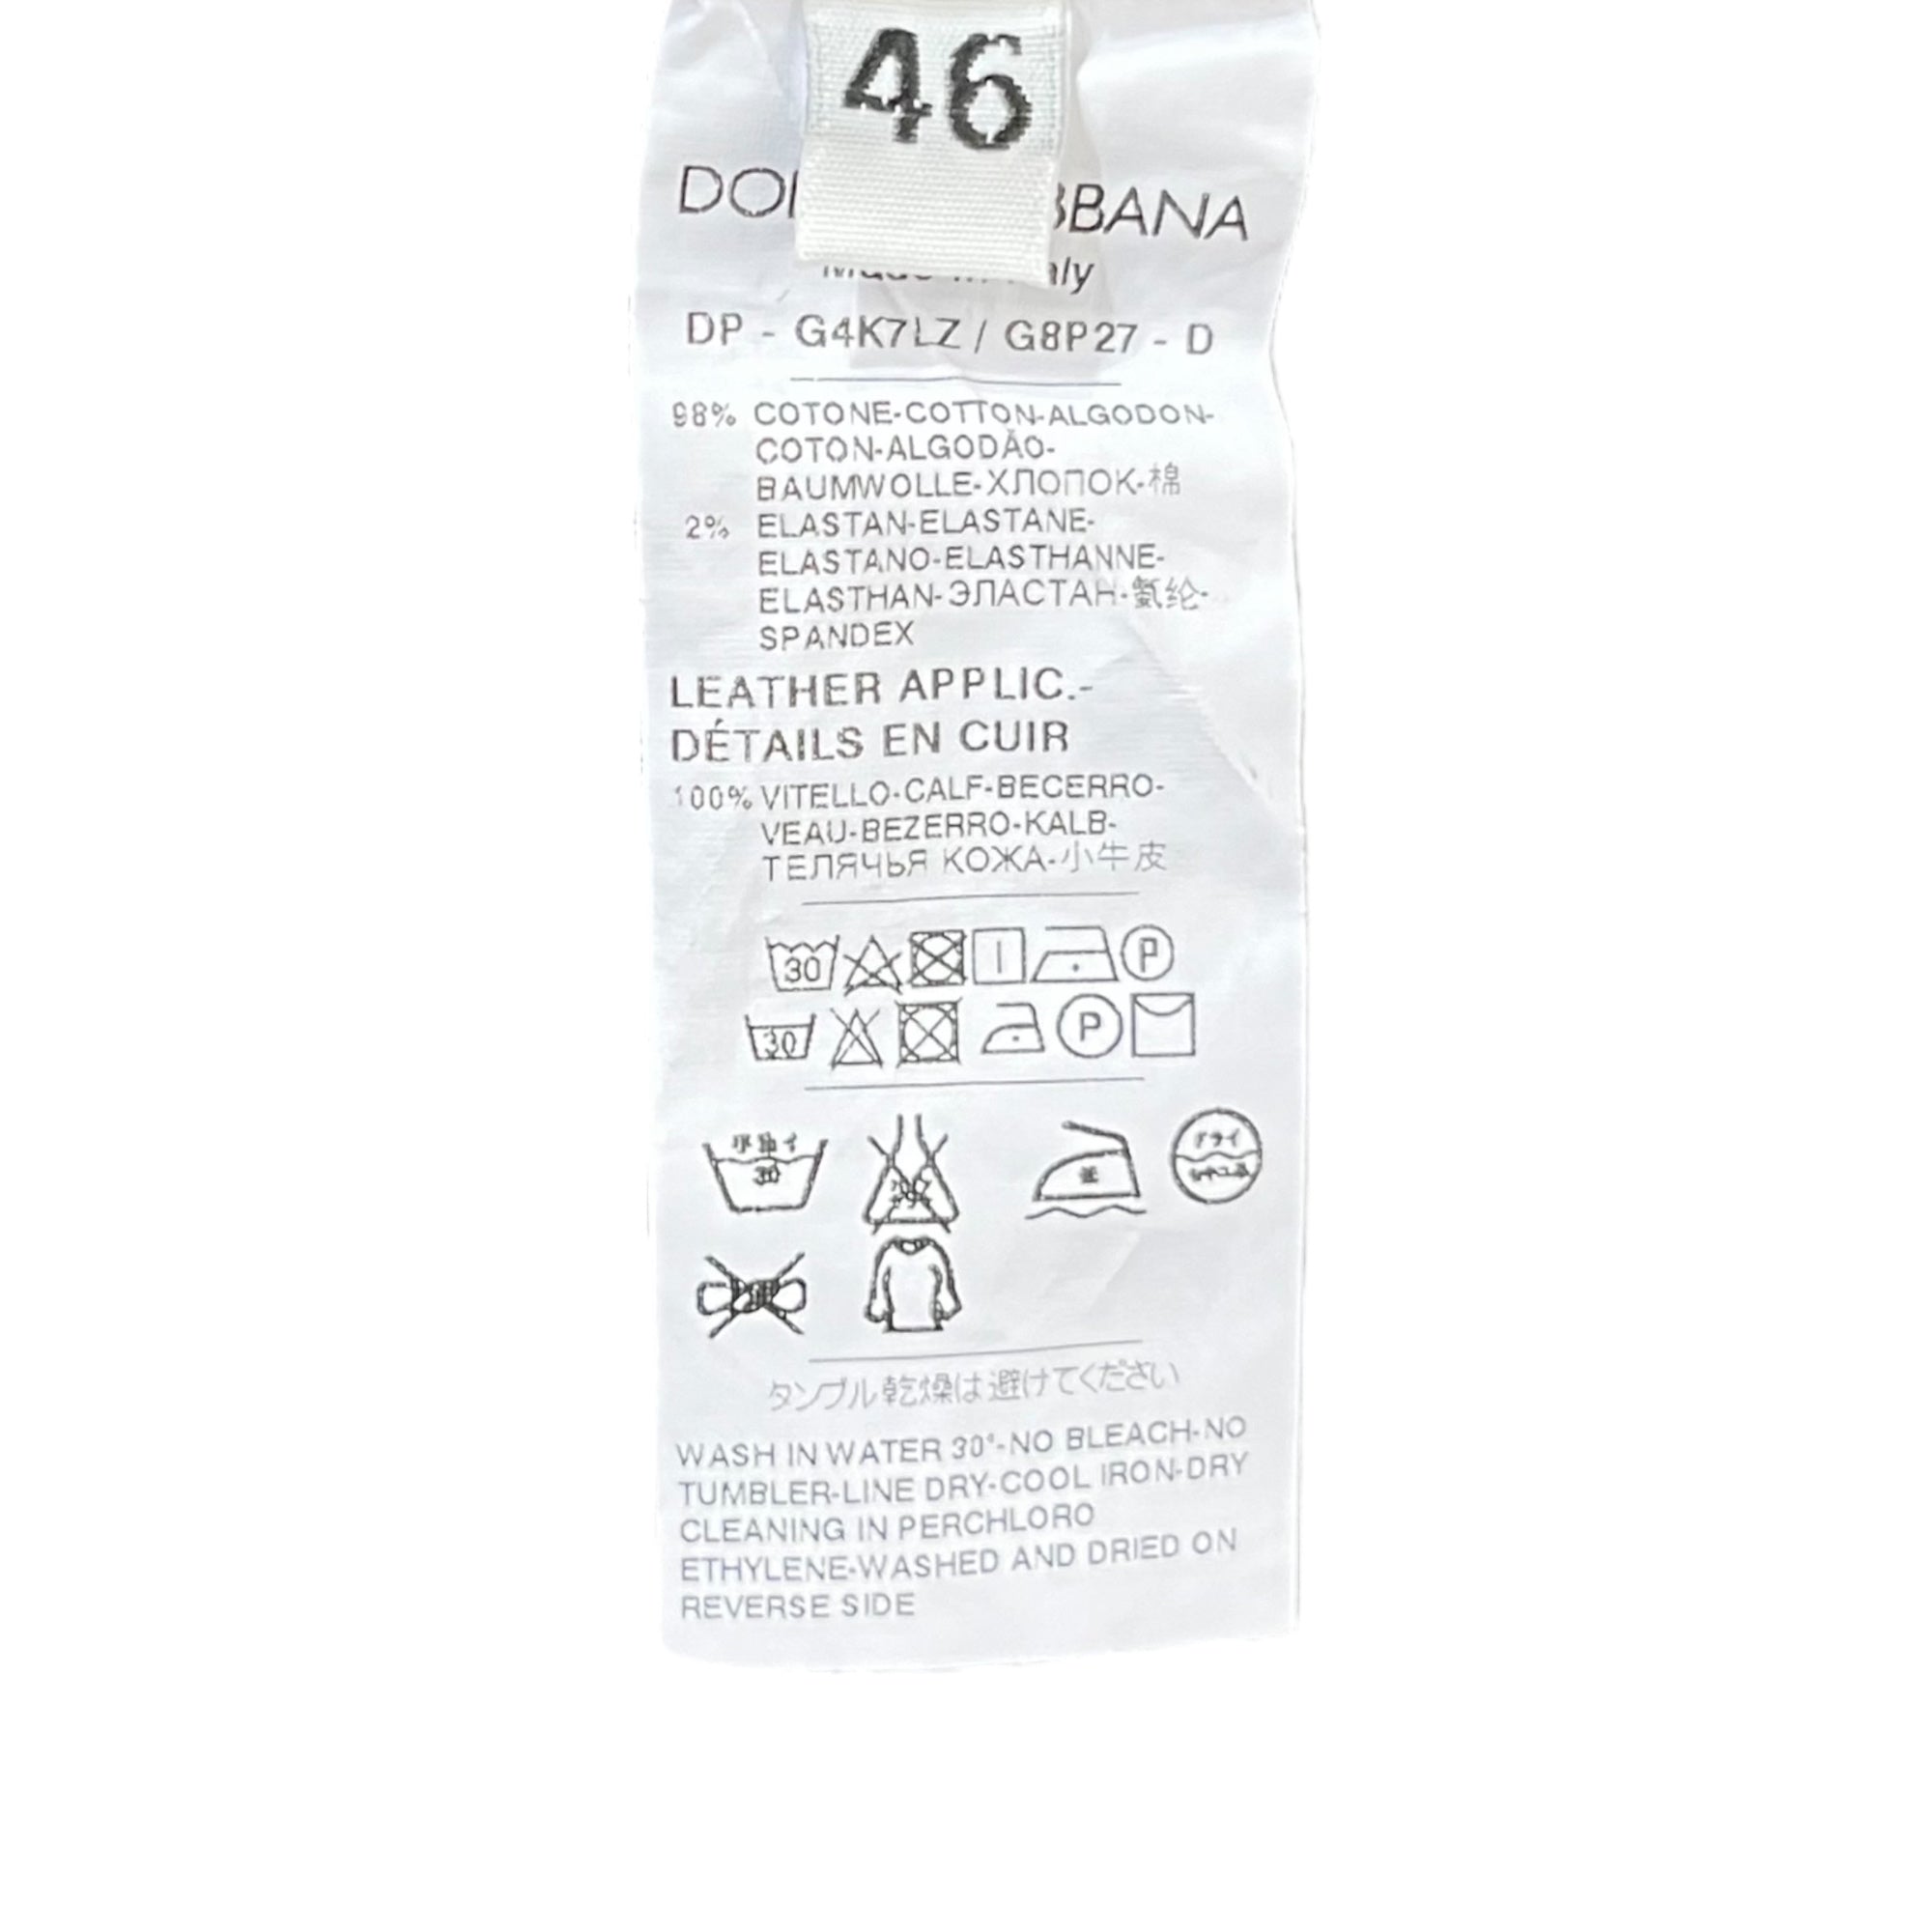 46
DP - G4K7LZ / G8P27 - D
98% COTONE-COTTON-ALGODON-
COTON-ALGODÃO-
BAUMWOLLE-ХЛОПОК-棉
2% ELASTAN-ELASTANE-
ELASTANO-ELASTHANNE-
ELASTHAN-ЭЛАСТАН-氨纶-
SPANDEX
LEATHER APPLIC.-
DÉTAILS EN CUIR
100% VITELLO-CALF-BECERRO-
VEAU-BEZERRO-KALB-
ТЕЛЯЧЬЯ КОЖА-小牛皮
30 P
30 P
30
ドライ
タンブル乾燥は避けてください
WASH IN WATER 30°-NO BLEACH-NO
TUMBLER-LINE DRY-COOL IRON-DRY
CLEANING IN PERCHLORO
ETHYLENE-WASHED AND DRIED ON
REVERSE SIDE